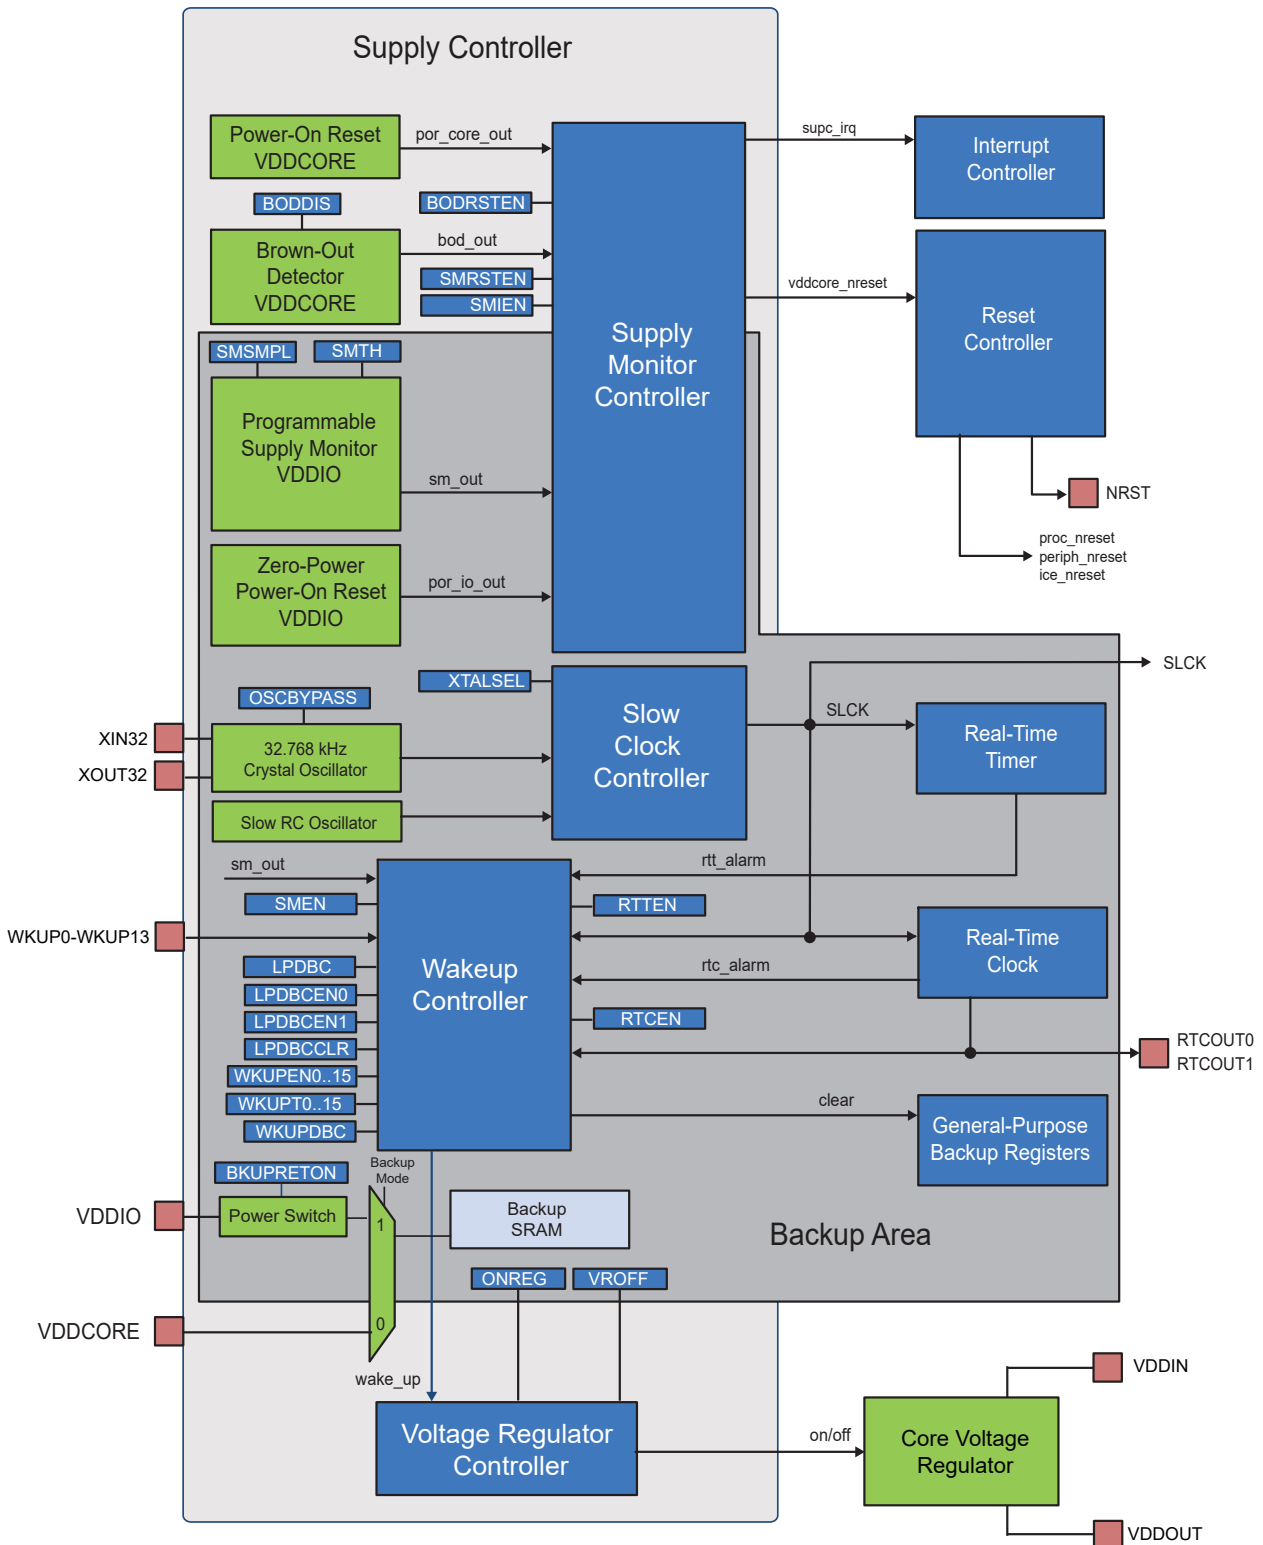 Supply Controller
Power-On Reset
VDDCORE
por_core_out
supc_irq
Interrupt
Controller
BODDIS
BODRSTEN
Brown-Out
Detector
VDDCORE
bod_out
SMRSTEN
SMIEN
vddcore_nreset
Reset
Controller
Supply
Monitor
Controller
SMSMPL
SMTH
Programmable
Supply Monitor
VDDIO
sm_out
NRST
proc_nreset
periph_nreset
ice_nreset
Zero-Power
Power-On Reset
VDDIO
por_io_out
SLCK
XTALSEL
OSCBYPASS
Slow
Clock
Controller
SLCK
Real-Time
Timer
XIN32
XOUT32
32.768 kHz
Crystal Oscillator
Slow RC Oscillator
sm_out
rtt_alarm
SMEN
RTTEN
WKUP0-WKUP13
Real-Time
Clock
Wakeup
Controller
LPDBC
rtc_alarm
LPDBCEN0
LPDBCEN1
RTCEN
LPDBCCLR
RTCOUT0
RTCOUT1
WKUPEN0..15
WKUPT0..15
WKUPDBC
clear
General-Purpose
Backup Registers
BKUPRETON
Backup
Mode
VDDIO
Power Switch
1
Backup
SRAM
Backup Area
ONREG
VROFF
VDDCORE
0
wake_up
VDDIN
Voltage Regulator
Controller
on/off
Core Voltage
Regulator
VDDOUT